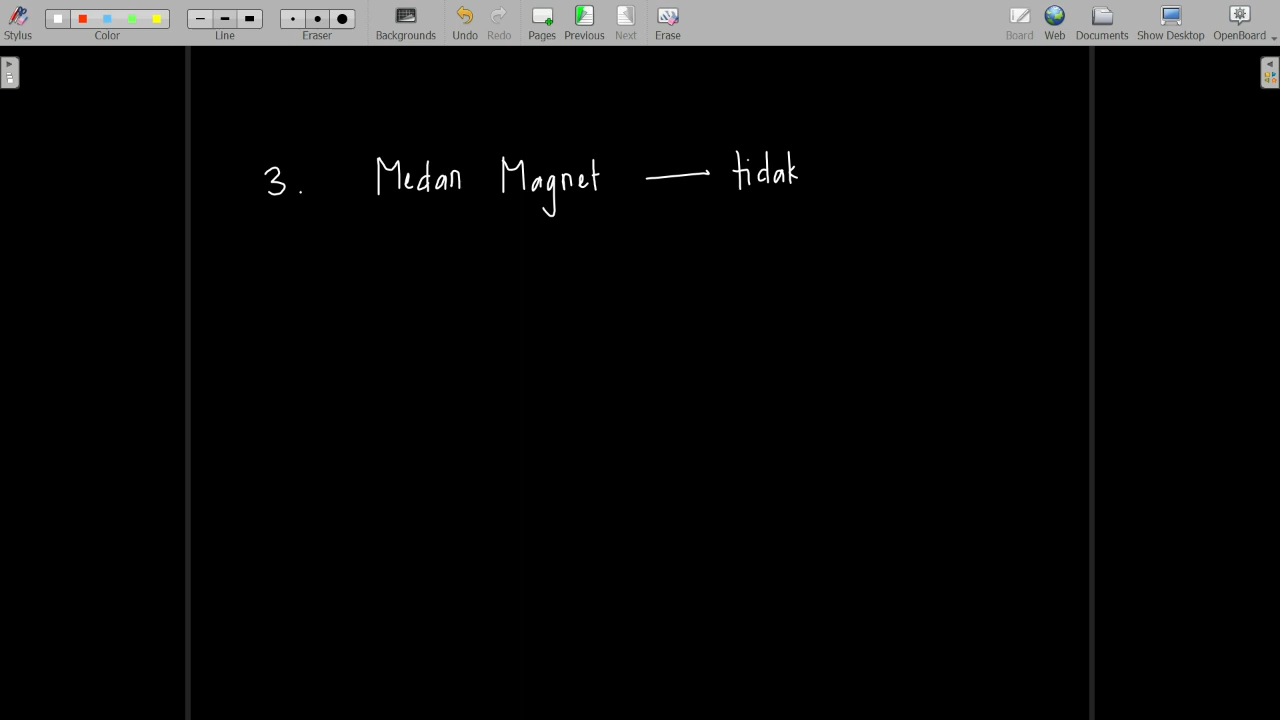 Stylus Color Line Eraser Backgrounds Undo Redo Pages Previous Next Erase Board Web Documents Show Desktop OpenBoard
3. Medan Magnet — tidak